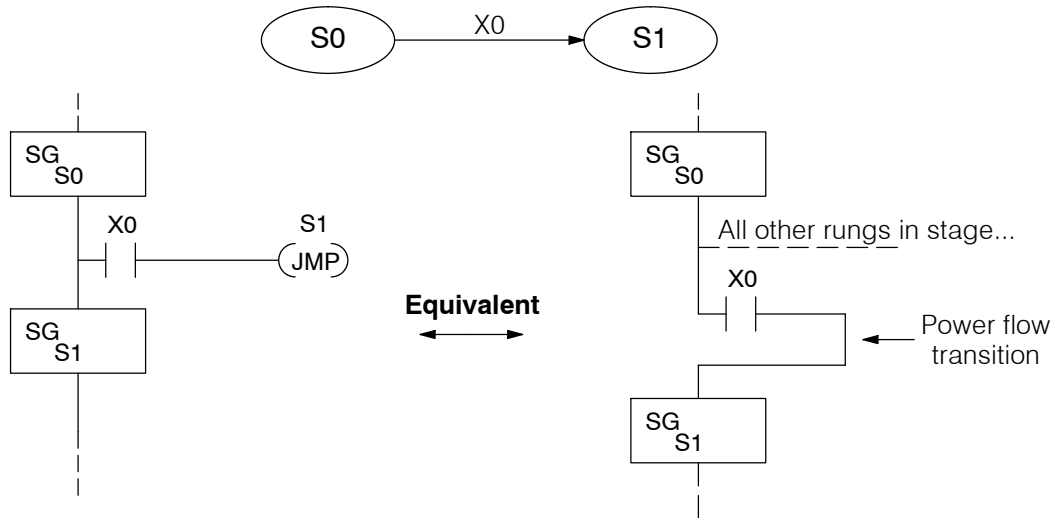 S0
X0
S1
SG
S0
X0
S1
JMP
SG
S1
Equivalent
SG
S0
All other rungs in stage...
X0
Power flow
transition
SG
S1